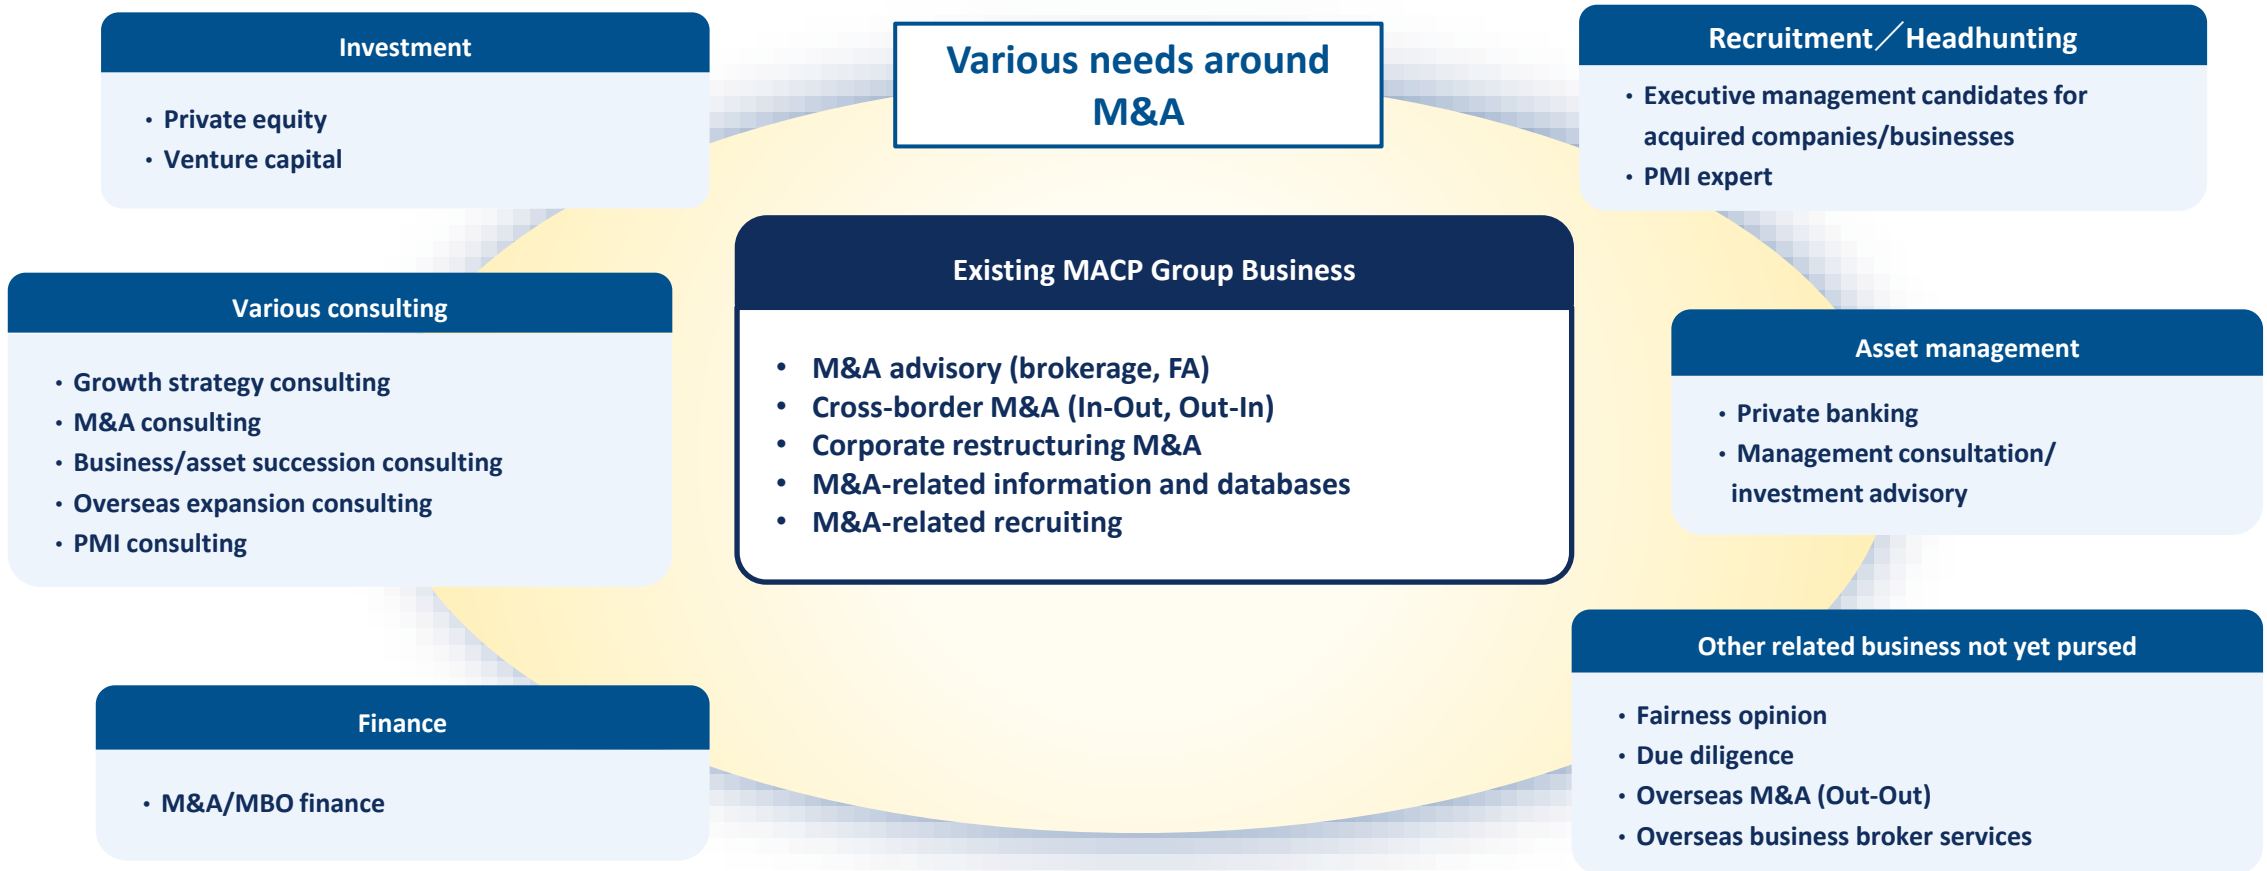 Various needs around
M&A
Investment
・Private equity
・Venture capital
Recruitment／Headhunting
・Executive management candidates for
acquired companies/businesses
・PMI expert
Existing MACP Group Business
• M&A advisory (brokerage, FA)
• Cross-border M&A (In-Out, Out-In)
• Corporate restructuring M&A
• M&A-related information and databases
• M&A-related recruiting
Various consulting
・Growth strategy consulting
・M&A consulting
・Business/asset succession consulting
・Overseas expansion consulting
・PMI consulting
Asset management
・Private banking
・Management consultation/
investment advisory
Finance
・M&A/MBO finance
Other related business not yet pursed
・Fairness opinion
・Due diligence
・Overseas M&A (Out-Out)
・Overseas business broker services